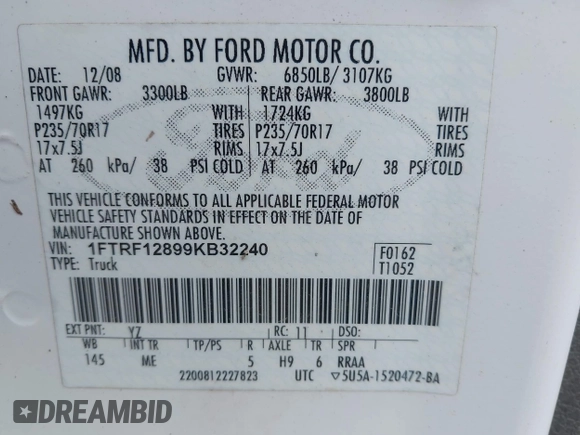 MFD. BY FORD MOTOR CO.
DATE: 12/08 GVWR: 6850LB/ 3107KG
FRONT GAWR: 3300LB REAR GAWR: 3800LB
1497KG WITH 1724KG WITH
P235/70R17 TIRES P235/70R17 TIRES
17x7.5J RIMS 17x7.5J RIMS
AT 260 kPa/ 38 PSI COLD AT 260 kPa/ 38 PSI COLD
Ford
THIS VEHICLE CONFORMS TO ALL APPLICABLE FEDERAL MOTOR
VEHICLE SAFETY STANDARDS IN EFFECT ON THE DATE OF
MANUFACTURE SHOWN ABOVE.
VIN: 1FTRF12899KB32240 F0162
TYPE: Truck T1052
EXT PNT: YZ RC: 11 DSO:
WB INT TR TP/PS R AXLE TR SPR
145 ME 5 H9 6 RRAA
2200812227823 UTC ▽5U5A-1520472-BA
DREAMBID